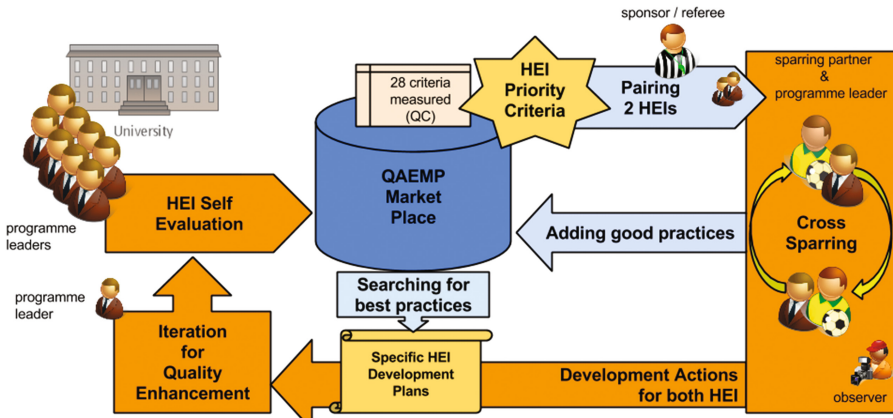 sponsor / referee
28 criteria
measured
(QC)
HEI
Priority
Criteria
Pairing
2 HEIs
sparring partner
&
programme leader
University
HEI Self
Evaluation
programme
leaders
QAEMP
Market
Place
Adding good practices
Cross
Sparring
Searching for
best practices
programme
leader
Iteration
for
Quality
Enhancement
Specific HEI
Development
Plans
Development Actions
for both HEI
observer